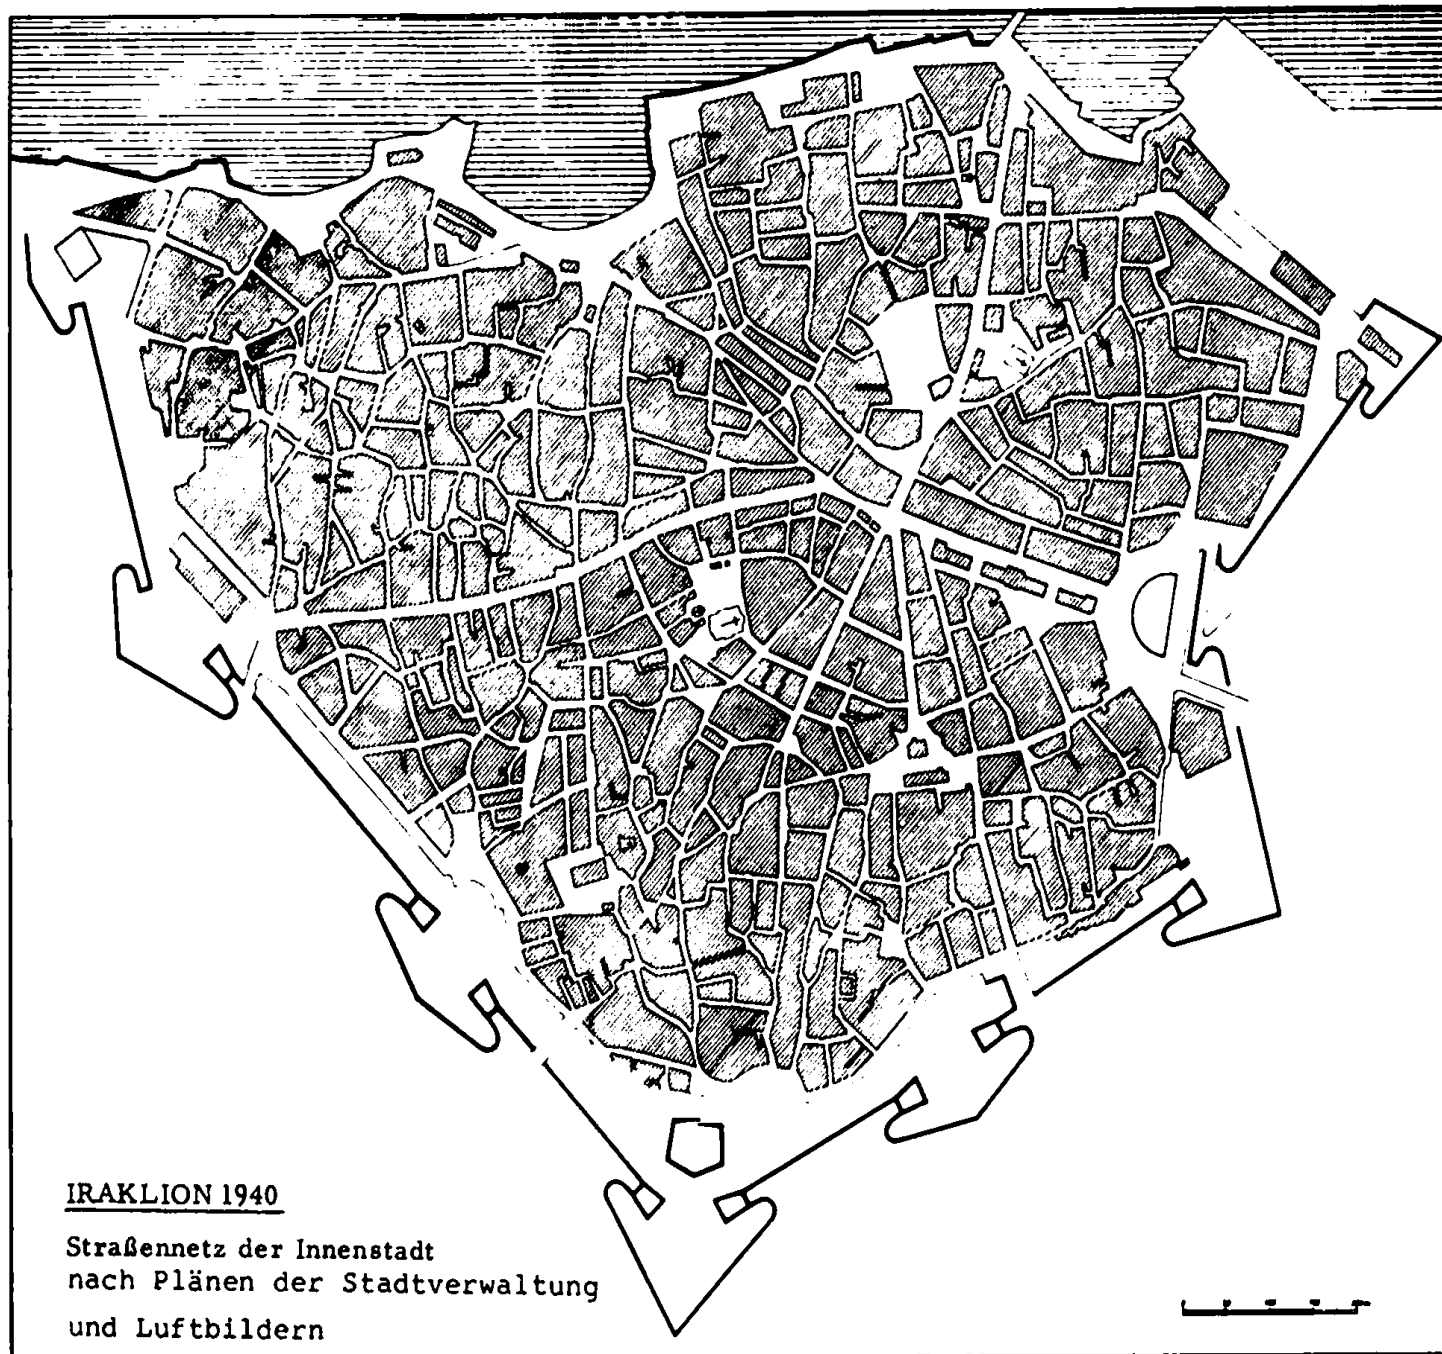 IRAKLION 1940
Straßennetz der Innenstadt
nach Plänen der Stadtverwaltung
und Luftbildern